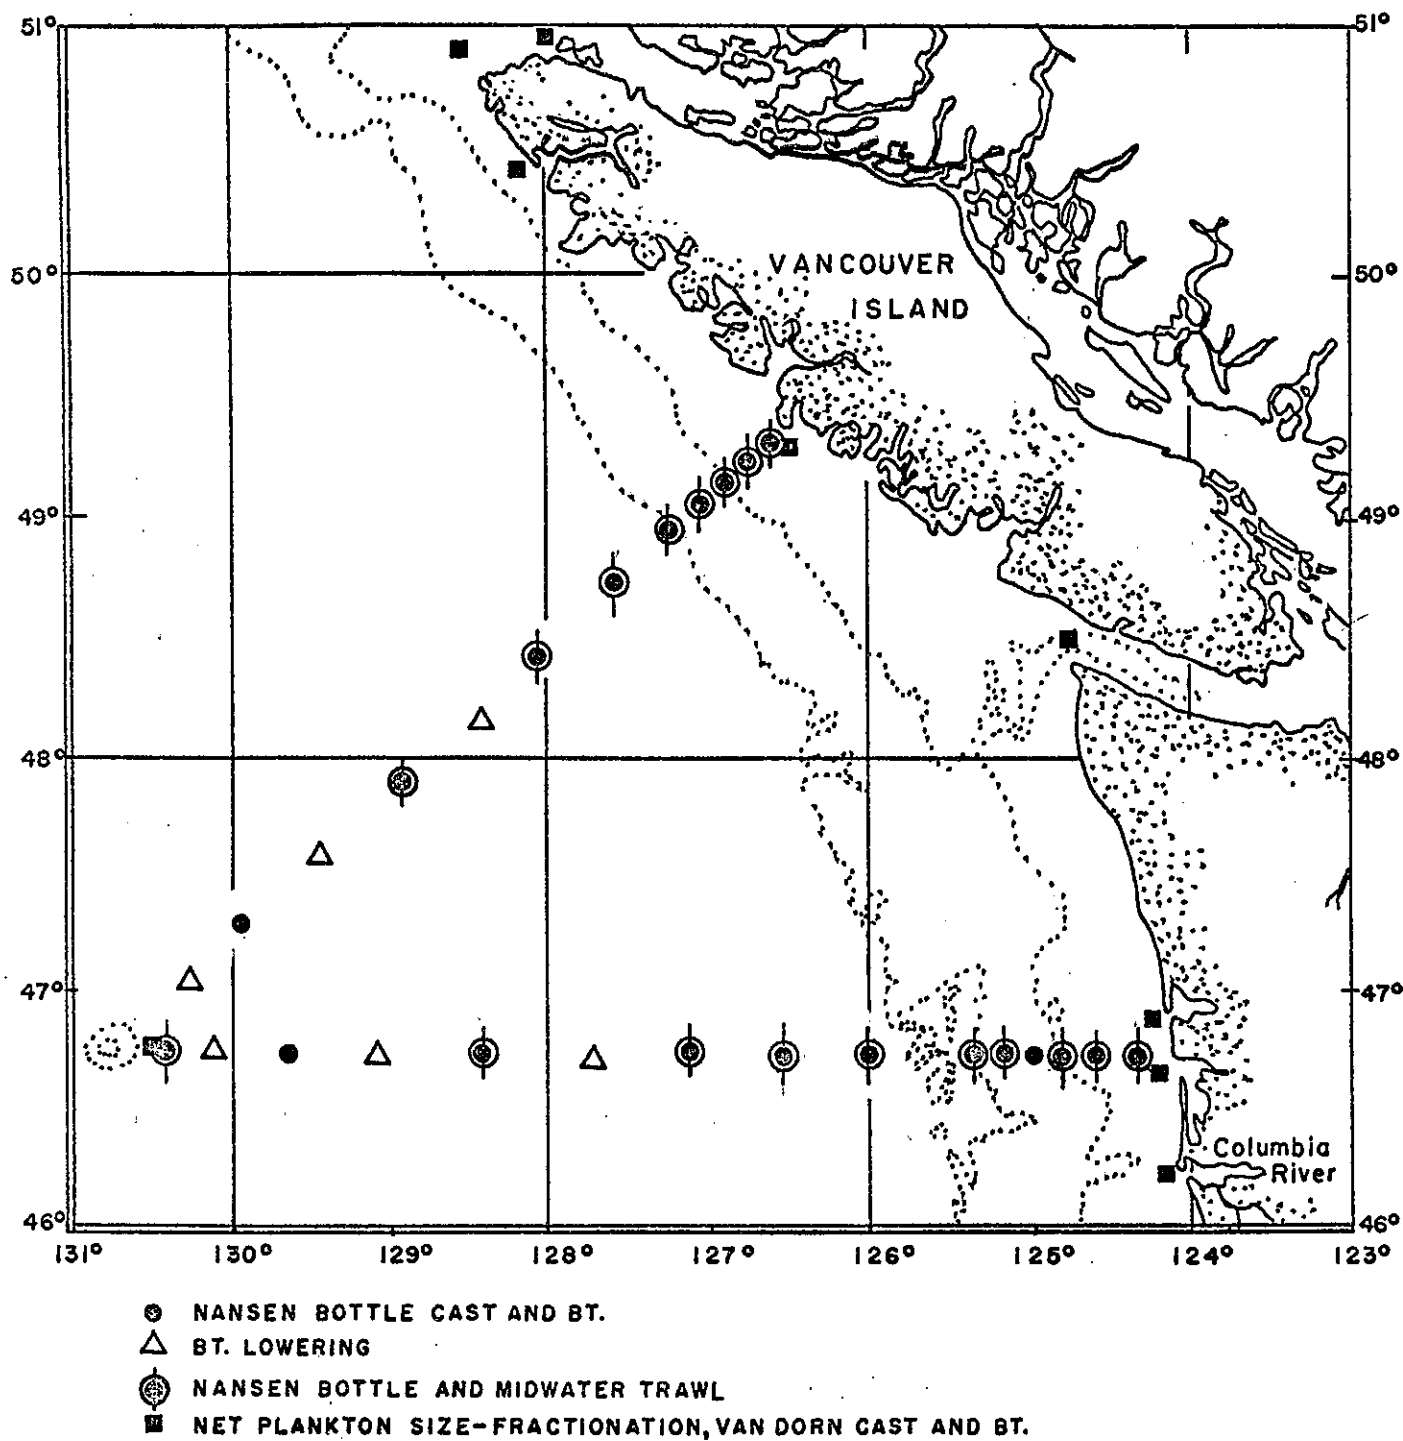 51° 51°
50° 50°
VANCOUVER
ISLAND
49° 49°
48° 48°
47° 47°
Columbia
River
46° 46°
131° 130° 129° 128° 127° 126° 125° 124° 123°
NANSEN BOTTLE CAST AND BT.
BT. LOWERING
NANSEN BOTTLE AND MIDWATER TRAWL
NET PLANKTON SIZE-FRACTIONATION, VAN DORN CAST AND BT.